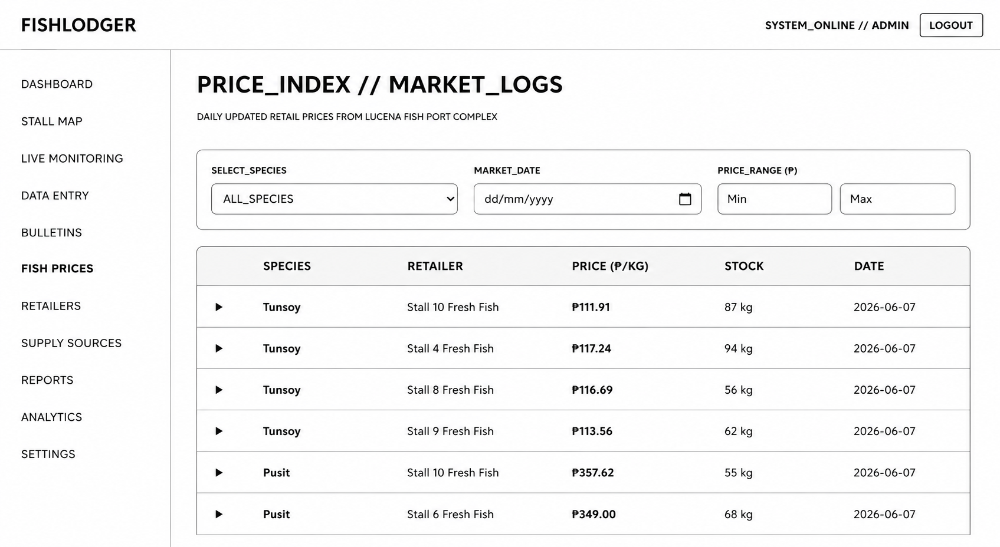 FISHLODGER
SYSTEM_ONLINE // ADMIN LOGOUT
DASHBOARD
STALL MAP
LIVE MONITORING
DATA ENTRY
BULLETINS
FISH PRICES
RETAILERS
SUPPLY SOURCES
REPORTS
ANALYTICS
SETTINGS
PRICE_INDEX // MARKET_LOGS
DAILY UPDATED RETAIL PRICES FROM LUCENA FISH PORT COMPLEX
SELECT_SPECIES MARKET_DATE PRICE_RANGE (₱)
ALL_SPECIES dd/mm/yyyy Min Max
SPECIES RETAILER PRICE (₱/KG) STOCK DATE
Tunsoy Stall 10 Fresh Fish ₱111.91 87 kg 2026-06-07
Tunsoy Stall 4 Fresh Fish ₱117.24 94 kg 2026-06-07
Tunsoy Stall 8 Fresh Fish ₱116.69 56 kg 2026-06-07
Tunsoy Stall 9 Fresh Fish ₱113.56 62 kg 2026-06-07
Pusit Stall 10 Fresh Fish ₱357.62 55 kg 2026-06-07
Pusit Stall 6 Fresh Fish ₱349.00 68 kg 2026-06-07